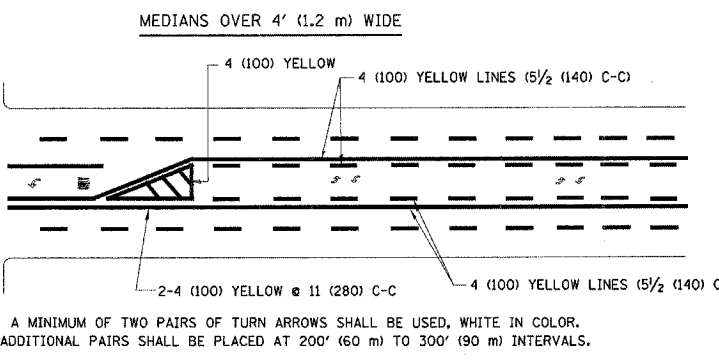 MEDIANS OVER 4' (1.2 m) WIDE
4 (100) YELLOW
4 (100) YELLOW LINES (5½ (140) C-C)
2-4 (100) YELLOW @ 11 (280) C-C
4 (100) YELLOW LINES (5½ (140) C
A MINIMUM OF TWO PAIRS OF TURN ARROWS SHALL BE USED, WHITE IN COLOR.
ADDITIONAL PAIRS SHALL BE PLACED AT 200' (60 m) TO 300' (90 m) INTERVALS.